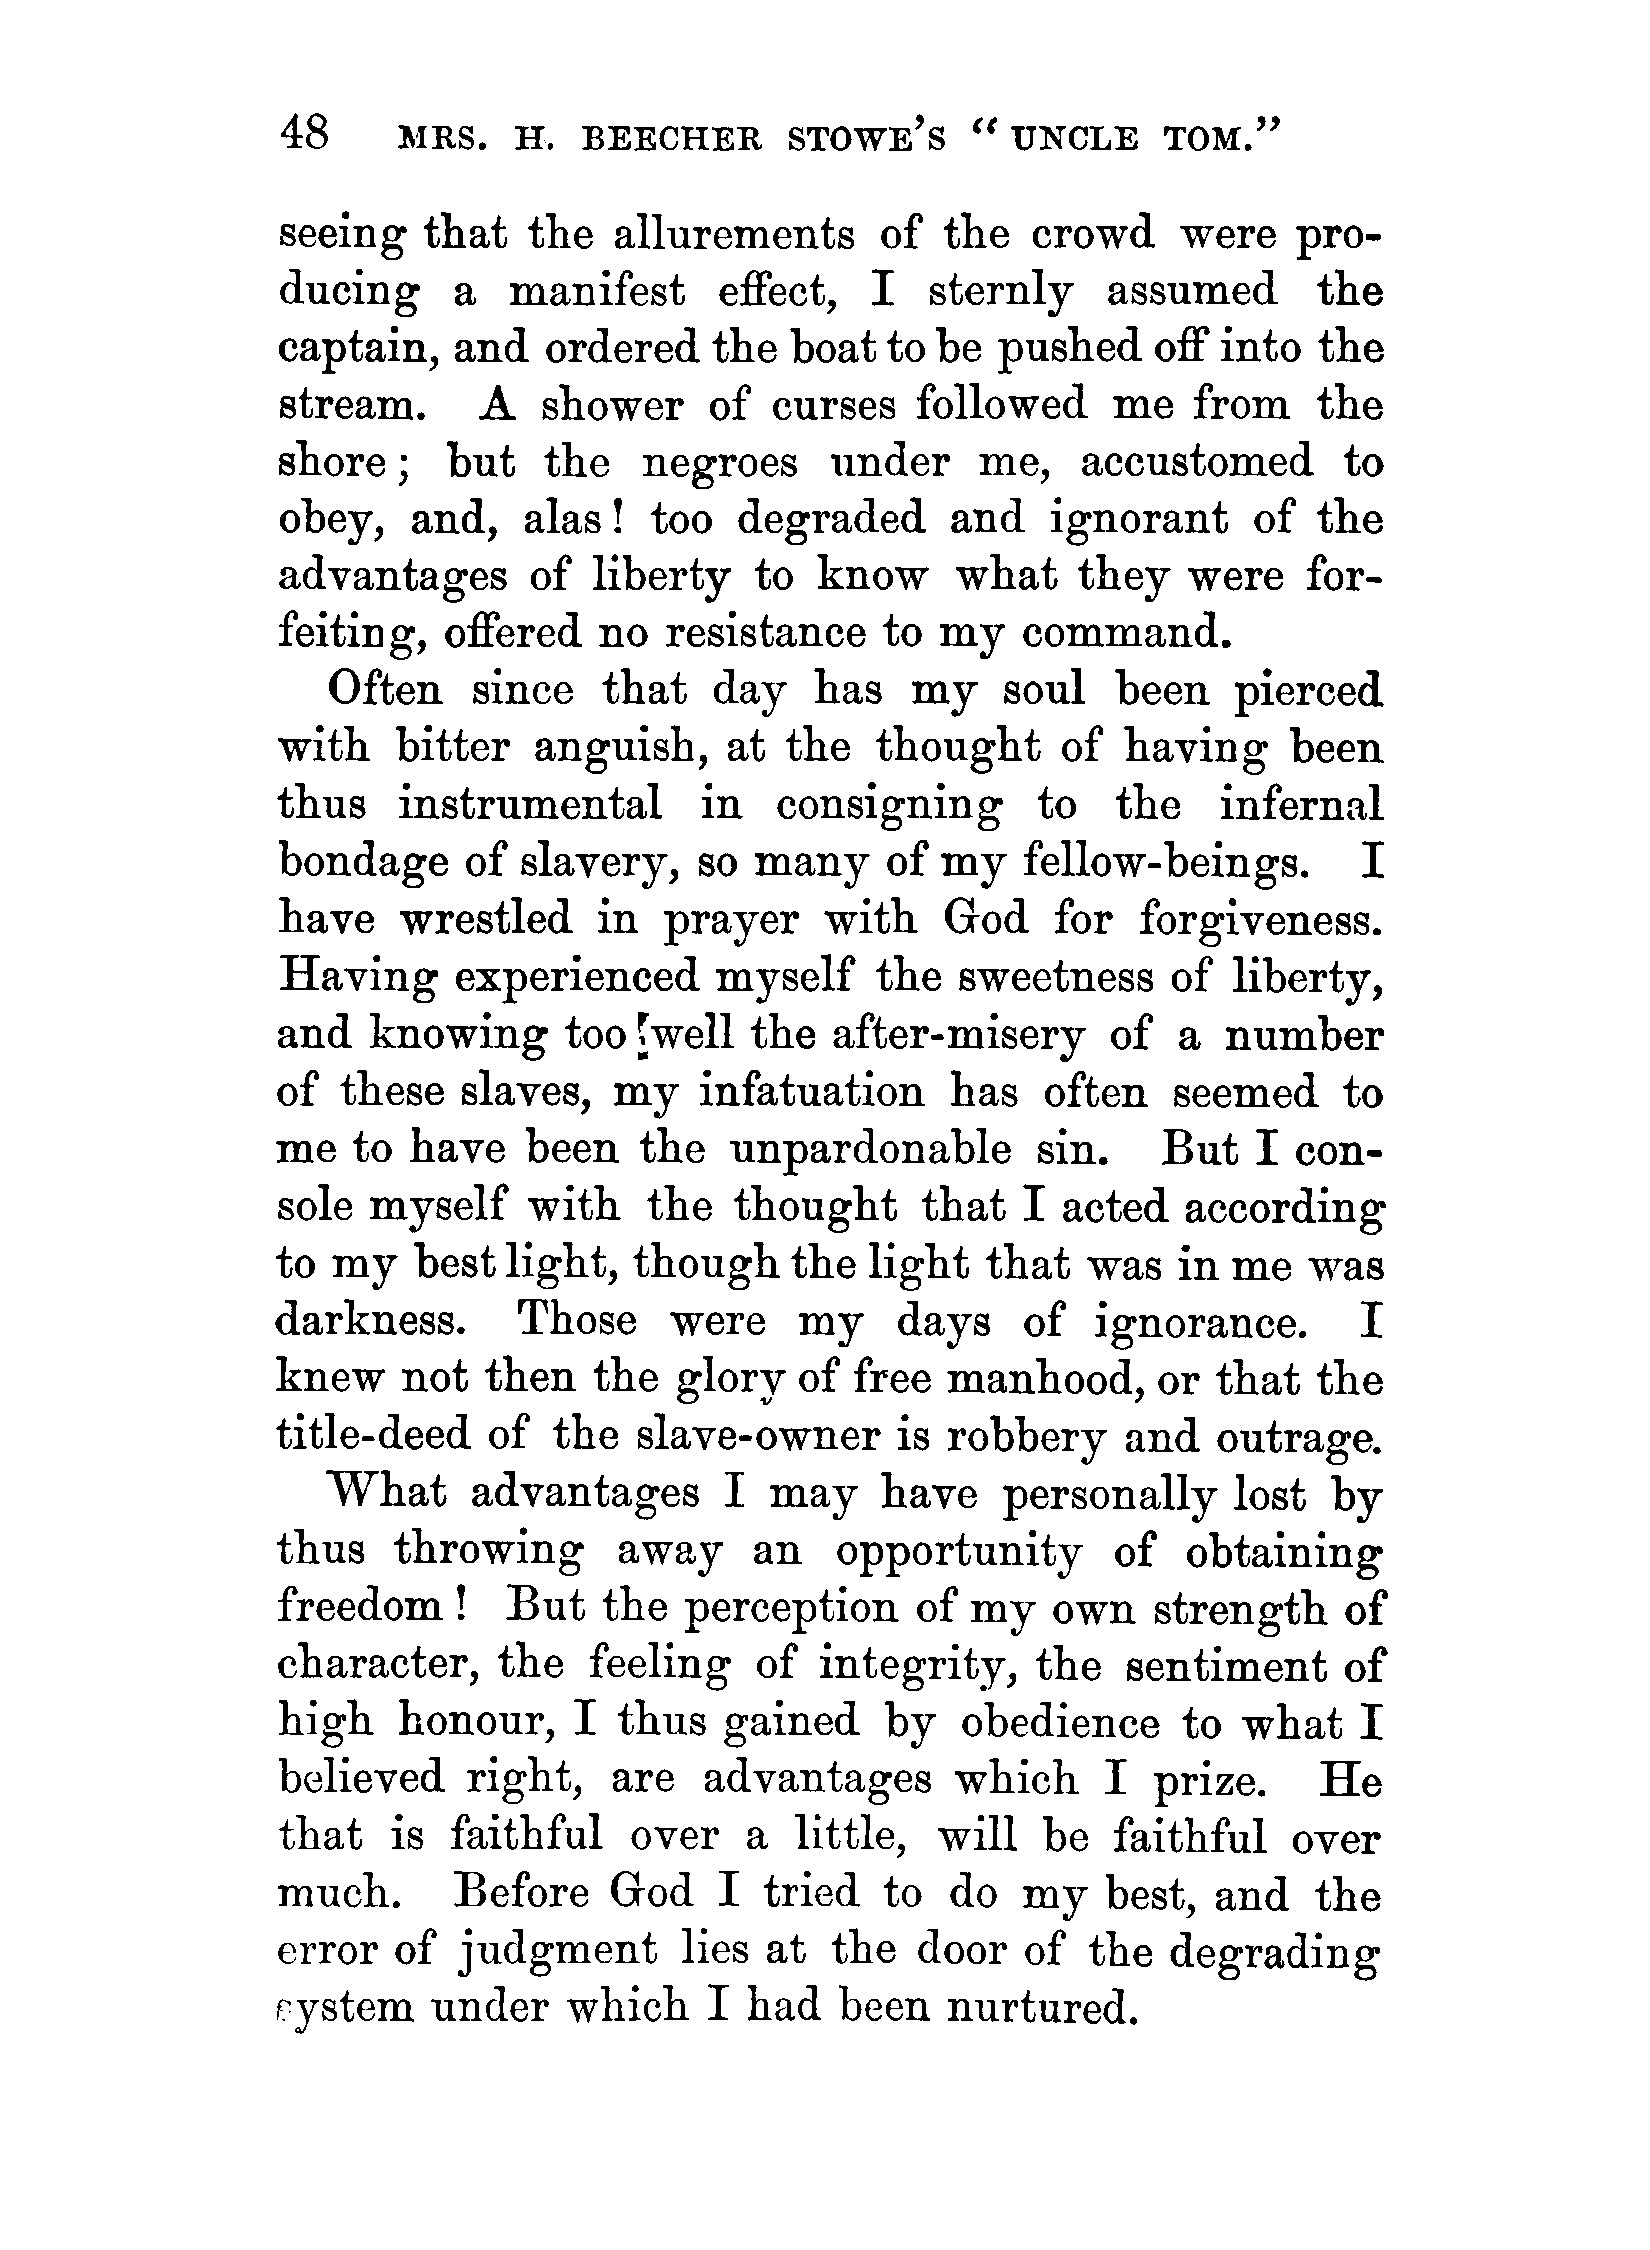 48 MRS. H. BEECHER STOWE'S "UNCLE TOM."
seeing that the allurements of the crowd were pro-
ducing a manifest effect, I sternly assumed the
captain, and ordered the boat to be pushed off into the
stream. A shower of curses followed me from the
shore; but the negroes under me, accustomed to
obey, and, alas! too degraded and ignorant of the
advantages of liberty to know what they were for-
feiting, offered no resistance to my command.
Often since that day has my soul been pierced
with bitter anguish, at the thought of having been
thus instrumental in consigning to the infernal
bondage of slavery, so many of my fellow-beings. I
have wrestled in prayer with God for forgiveness.
Having experienced myself the sweetness of liberty,
and knowing too well the after-misery of a number
of these slaves, my infatuation has often seemed to
me to have been the unpardonable sin. But I con-
sole myself with the thought that I acted according
to my best light, though the light that was in me was
darkness. Those were my days of ignorance. I
knew not then the glory of free manhood, or that the
title-deed of the slave-owner is robbery and outrage.
What advantages I may have personally lost by
thus throwing away an opportunity of obtaining
freedom! But the perception of my own strength of
character, the feeling of integrity, the sentiment of
high honour, I thus gained by obedience to what I
believed right, are advantages which I prize. He
that is faithful over a little, will be faithful over
much. Before God I tried to do my best, and the
error of judgment lies at the door of the degrading
system under which I had been nurtured.